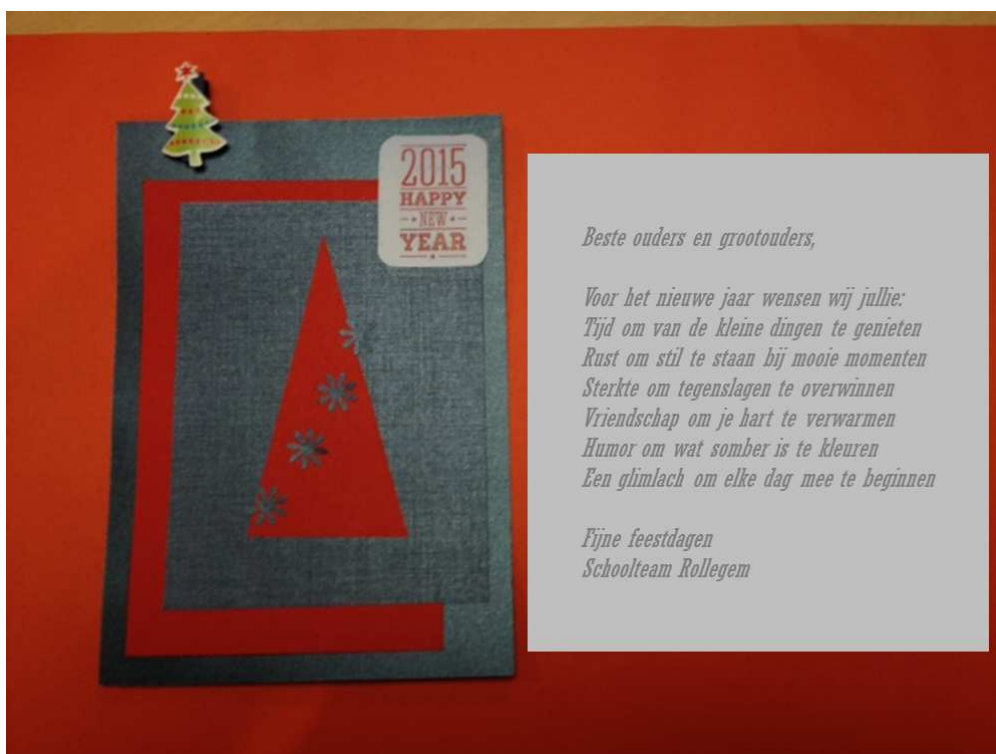 2015
HAPPY
NEW
YEAR
Beste ouders en grootouders,
Voor het nieuwe jaar wensen wij jullie:
Tijd om van de kleine dingen te genieten
Rust om stil te staan bij mooie momenten
Sterkte om tegenslagen te overwinnen
Vriendschap om je hart te verwarmen
Humor om wat somber is te kleuren
Een glimlach om elke dag mee te beginnen
Fijne feestdagen
Schoolteam Rollegem